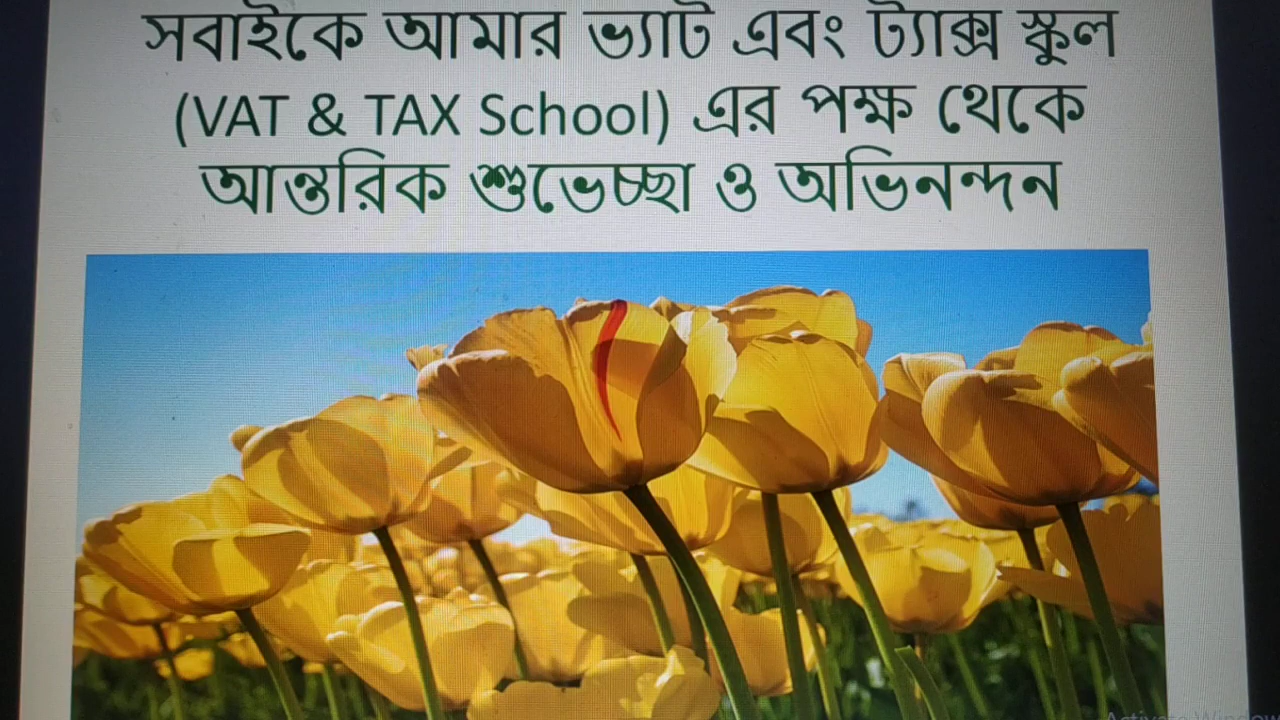 সবাইকে আমার ভ্যাট এবং ট্যাক্স স্কুল
(VAT & TAX School) এর পক্ষ থেকে
আন্তরিক শুভেচ্ছা ও অভিনন্দন